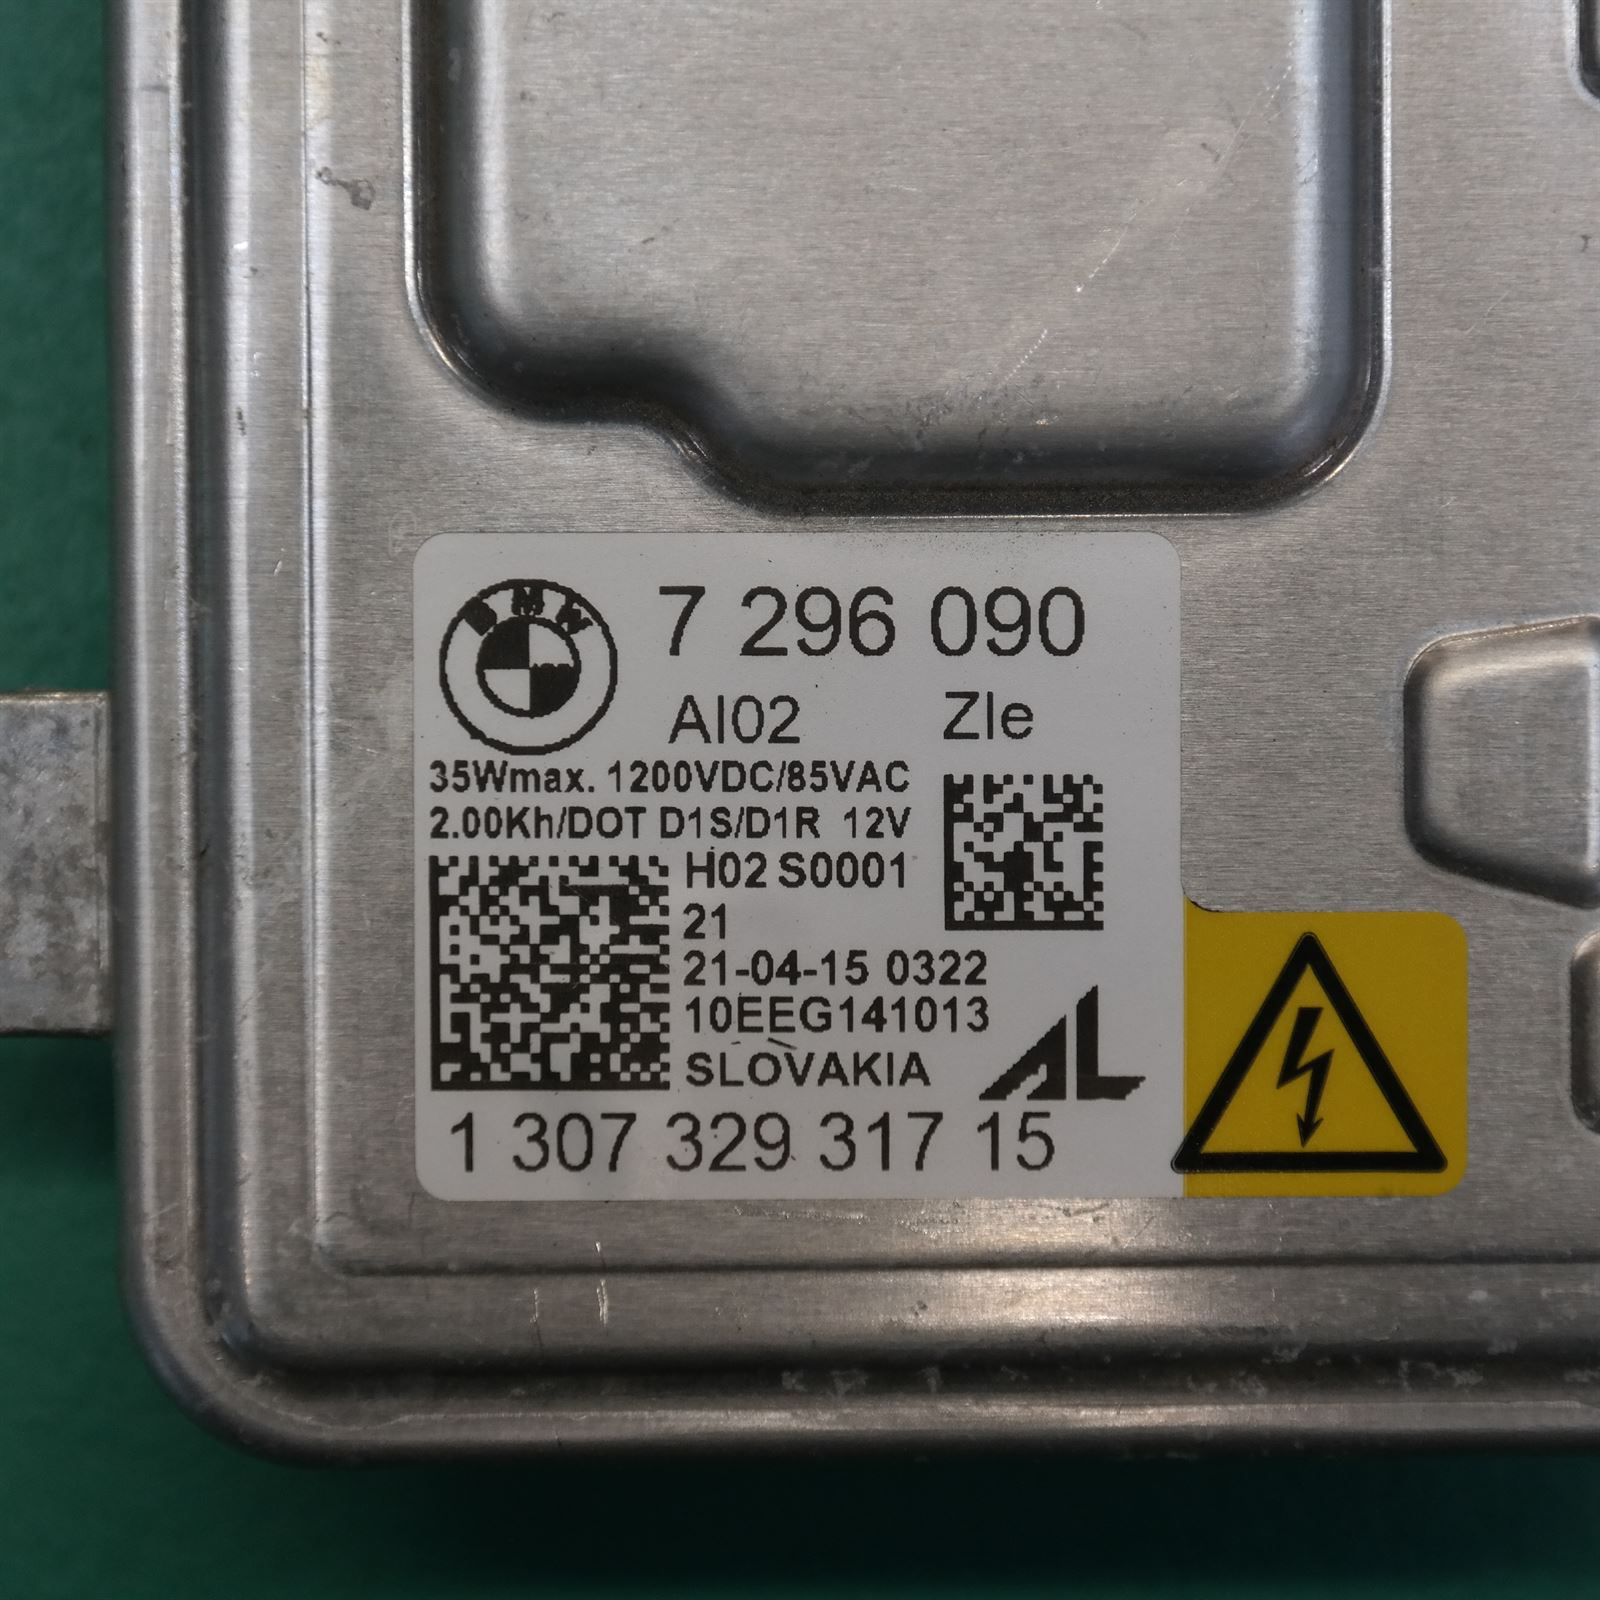 BMW
7 296 090
AI02 ZIe
35Wmax. 1200VDC/85VAC
2.00Kh/DOT D1S/D1R 12V
H02 S0001
21
21-04-15 0322
10EEG141013
SLOVAKIA
AL
1 307 329 317 15